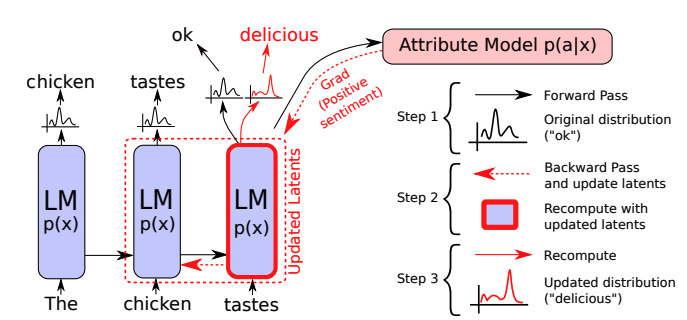 ok
delicious
Attribute Model p(a|x)
Grad
(Positive
sentiment)
chicken
tastes
LM
p(x)
LM
p(x)
LM
p(x)
Updated Latents
The
chicken
tastes
Step 1
Forward Pass
Original distribution
("ok")
Step 2
Backward Pass
and update latents
Recompute with
updated latents
Step 3
Recompute
Updated distribution
("delicious")